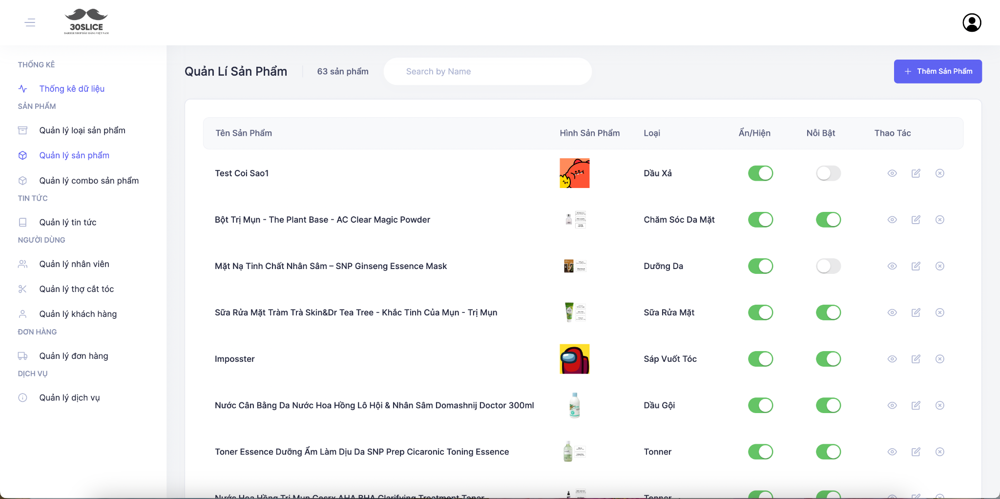 30SLICE
BARBER SHOP ĐẦU HÀNG VIỆT NAM
THỐNG KÊ
Thống kê dữ liệu
SẢN PHẨM
Quản lý loại sản phẩm
Quản lý sản phẩm
Quản lý combo sản phẩm
TIN TỨC
Quản lý tin tức
NGƯỜI DÙNG
Quản lý nhân viên
Quản lý thợ cắt tóc
Quản lý khách hàng
ĐƠN HÀNG
Quản lý đơn hàng
DỊCH VỤ
Quản lý dịch vụ
Quản Lí Sản Phẩm
63 sản phẩm
Search by Name
Thêm Sản Phẩm
Tên Sản Phẩm Hình Sản Phẩm Loại Ẩn/Hiện Nỗi Bật Thao Tác
Test Coi Sao1 Dầu Xả
Bột Trị Mụn - The Plant Base - AC Clear Magic Powder Chăm Sóc Da Mặt
Mặt Nạ Tinh Chất Nhân Sâm – SNP Ginseng Essence Mask Dưỡng Da
Sữa Rửa Mặt Tràm Trà Skin&Dr Tea Tree - Khắc Tinh Của Mụn - Trị Mụn Sữa Rửa Mặt
Imposster Sáp Vuốt Tóc
Nước Cân Bằng Da Nước Hoa Hồng Lô Hội & Nhân Sâm Domashnij Doctor 300ml Dầu Gội
Toner Essence Dưỡng Ẩm Làm Dịu Da SNP Prep Cicaronic Toning Essence Tonner
Nước Hoa Hồng Trị Mụn Cosrx AHA BHA Clarifying Treatment Toner Tonner